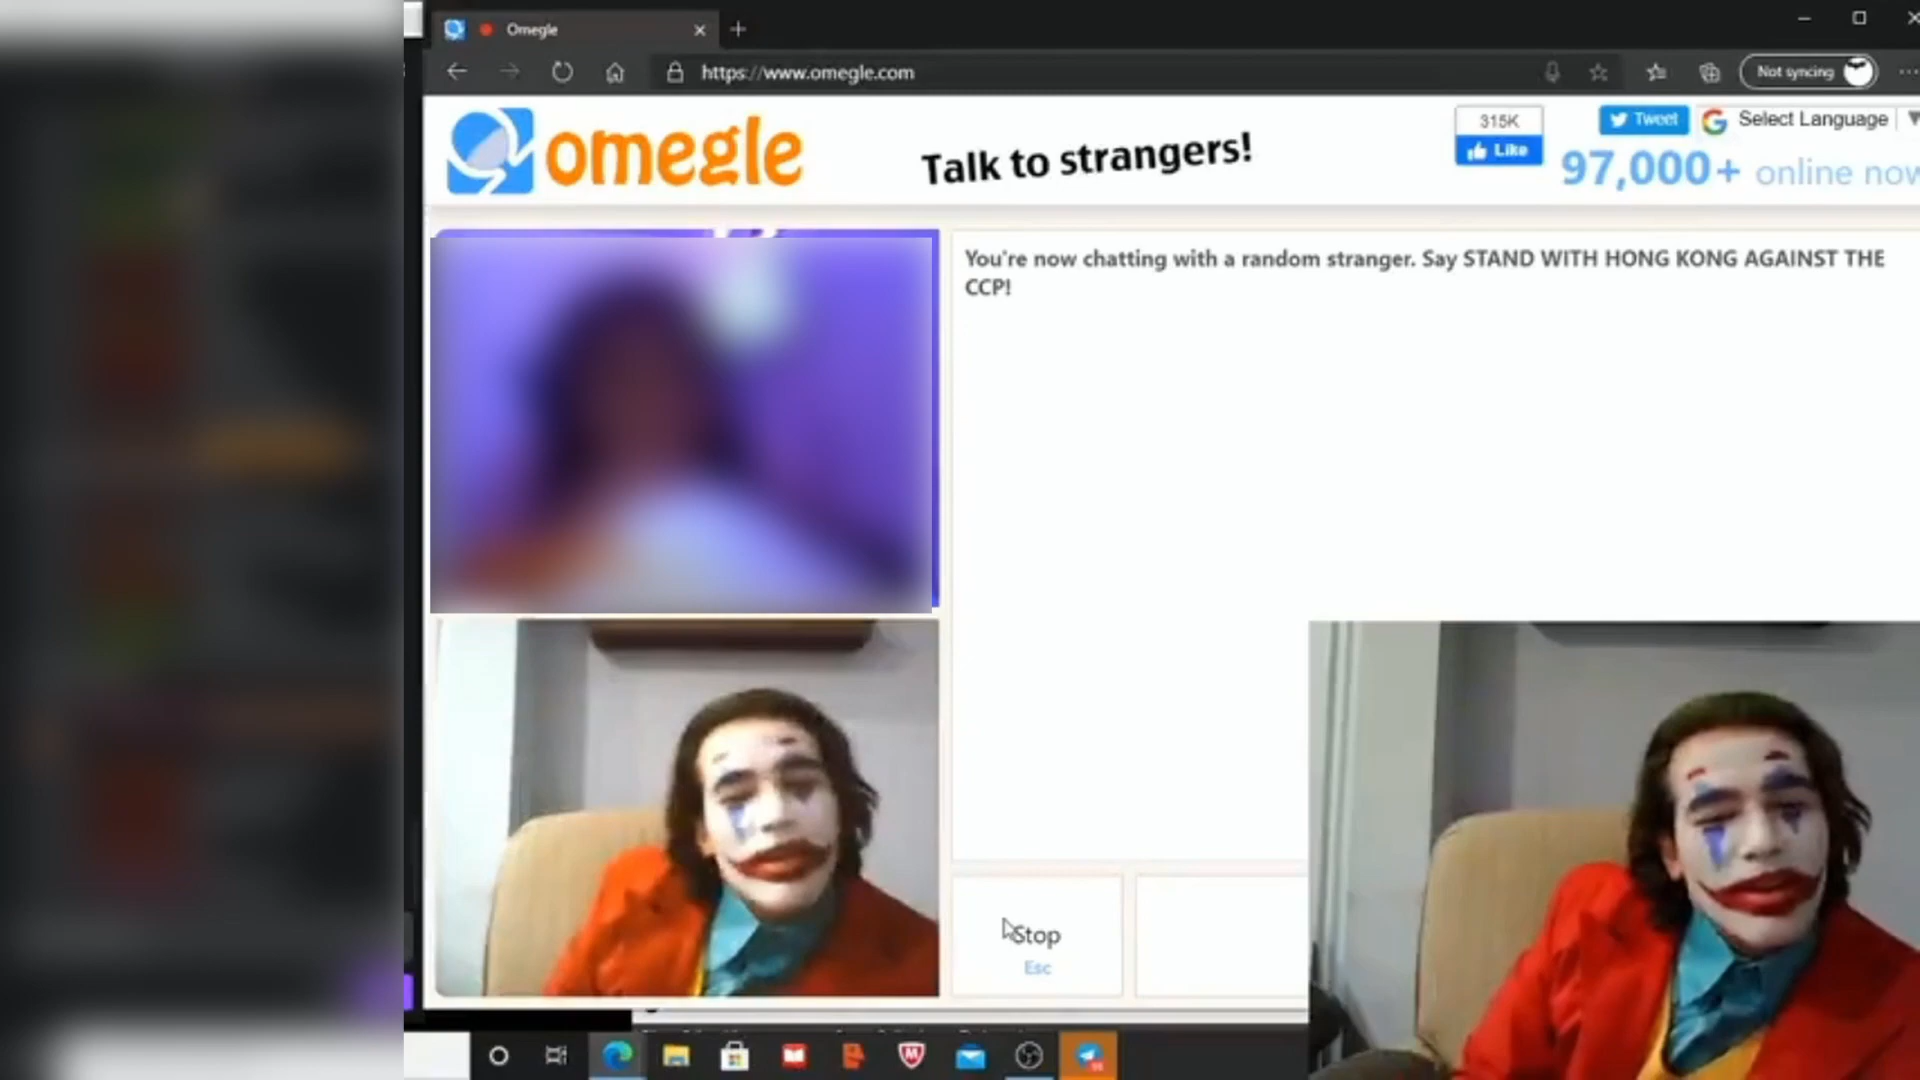 Omegle
https://www.omegle.com
Not syncing
omegle
Talk to strangers!
315K
Like
Tweet
Select Language
97,000+ online now
You're now chatting with a random stranger. Say STAND WITH HONG KONG AGAINST THE
CCP!
Stop
Esc